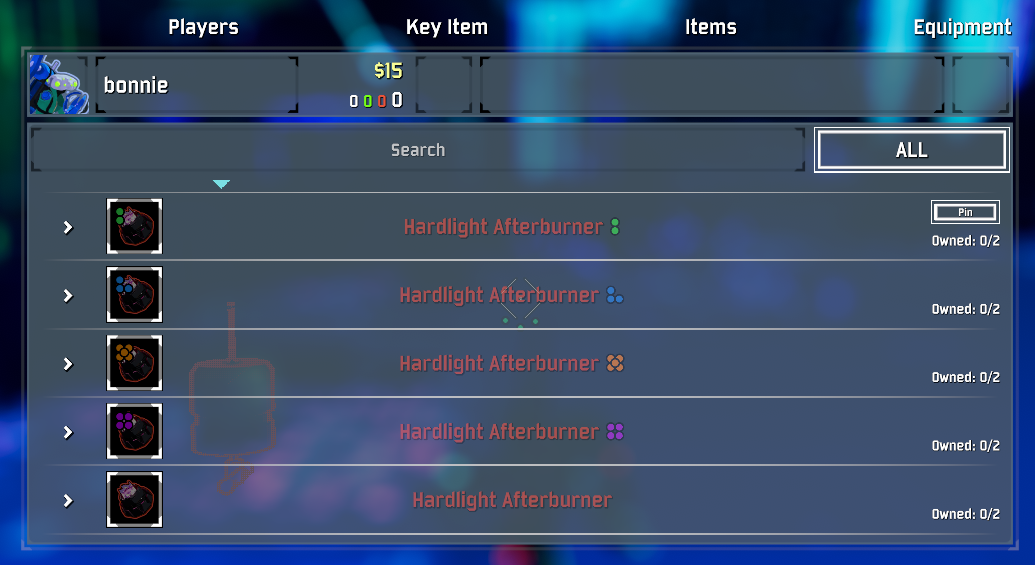 Players Key Item Items Equipment
bonnie
$15
0 0 0 0
Search
ALL
Hardlight Afterburner
Pin
Owned: 0/2
Hardlight Afterburner
Owned: 0/2
Hardlight Afterburner
Owned: 0/2
Hardlight Afterburner
Owned: 0/2
Hardlight Afterburner
Owned: 0/2